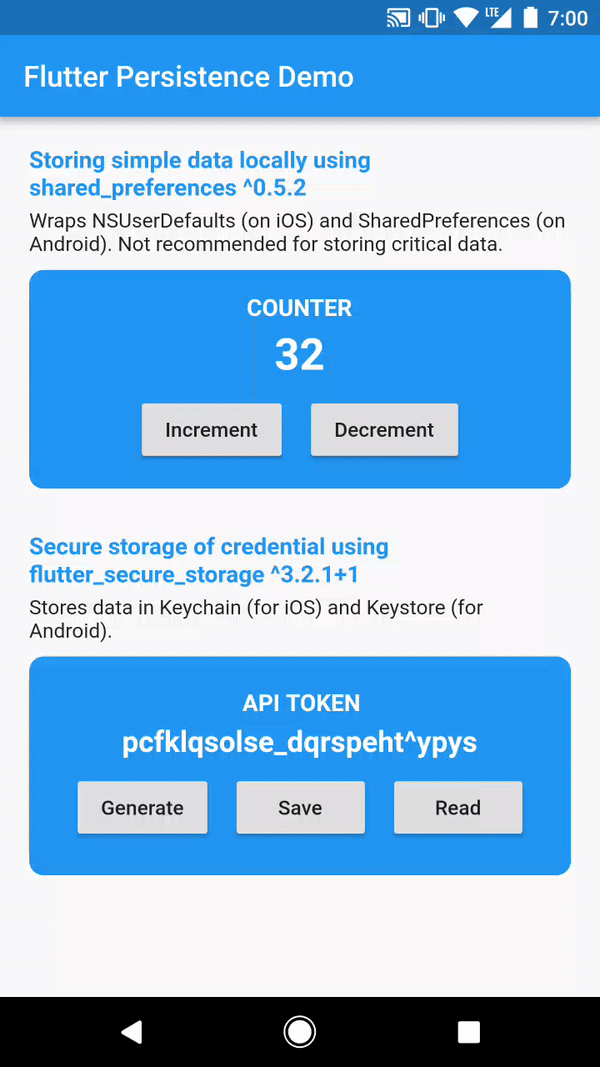 LTE 7:00
Flutter Persistence Demo
Storing simple data locally using
shared_preferences ^0.5.2
Wraps NSUserDefaults (on iOS) and SharedPreferences (on
Android). Not recommended for storing critical data.
COUNTER
32
Increment Decrement
Secure storage of credential using
flutter_secure_storage ^3.2.1+1
Stores data in Keychain (for iOS) and Keystore (for
Android).
API TOKEN
pcfklqsolse_dqrspeht^ypys
Generate Save Read